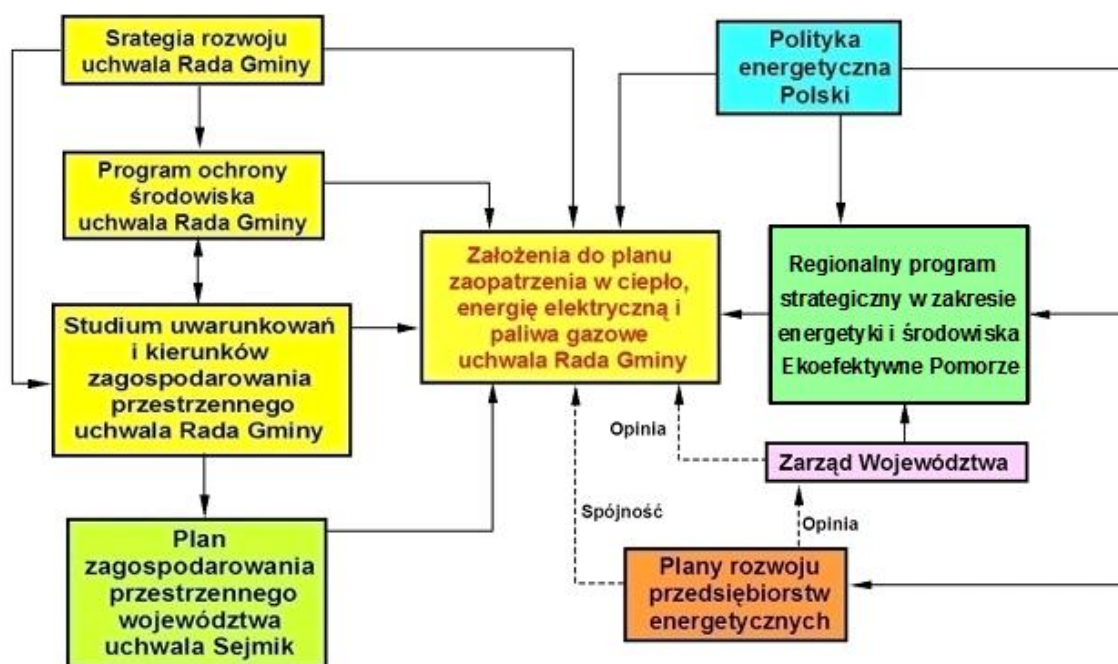 Srategia rozwoju
uchwala Rada Gminy
Program ochrony
środowiska
uchwala Rada Gminy
Studium uwarunkowań
i kierunków
zagospodarowania
przestrzennego
uchwala Rada Gminy
Plan
zagospodarowania
przestrzennego
województwa
uchwala Sejmik
Założenia do planu
zaopatrzenia w ciepło,
energię elektryczną i
paliwa gazowe
uchwala Rada Gminy
Polityka
energetyczna
Polski
Regionalny program
strategiczny w zakresie
energetyki i środowiska
Ekoefektywne Pomorze
Opinia
Zarząd Województwa
Spójność
Opinia
Plany rozwoju
przedsiębiorstw
energetycznych